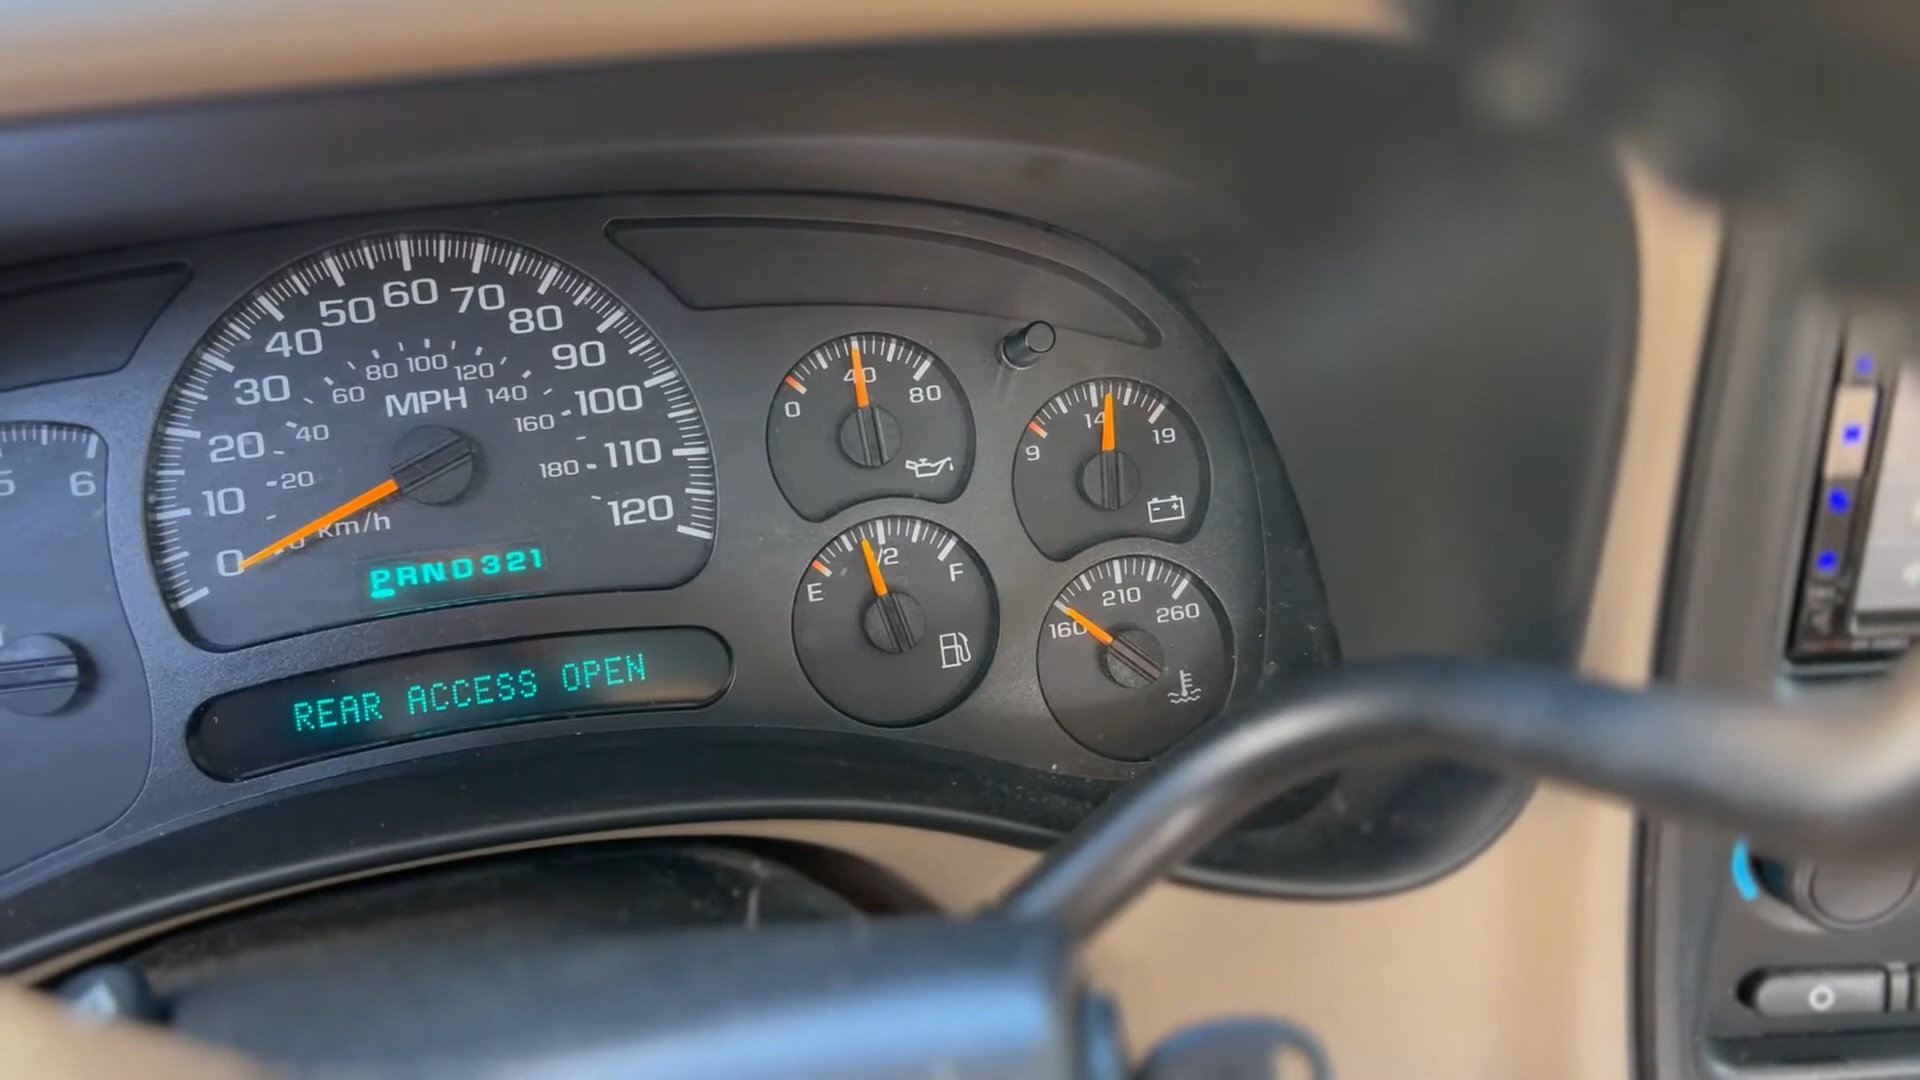 5 6
0 10 20 30 40 50 60 70 80 90 100 110 120
20 40 60 80 100 120 140 160 180
MPH
km/h
PRND321
REAR ACCESS OPEN
0 40 80
9 14 19
E 1/2 F
160 210 260